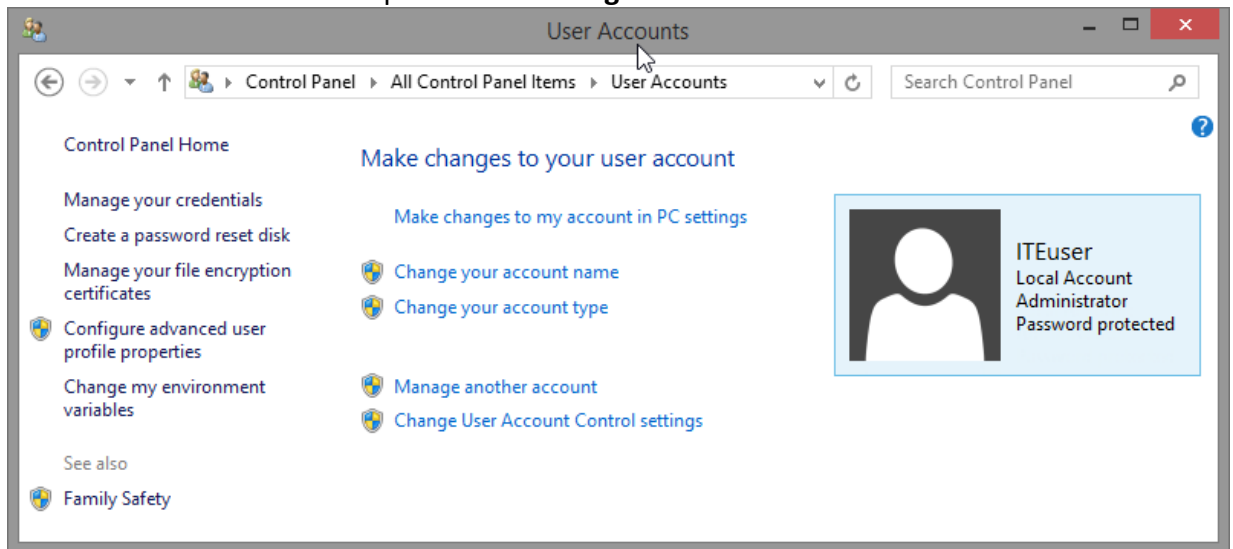 User Accounts
Control Panel All Control Panel Items User Accounts
Search Control Panel
Control Panel Home
Manage your credentials
Create a password reset disk
Manage your file encryption
certificates
Configure advanced user
profile properties
Change my environment
variables
See also
Family Safety
Make changes to your user account
Make changes to my account in PC settings
Change your account name
Change your account type
Manage another account
Change User Account Control settings
ITEuser
Local Account
Administrator
Password protected